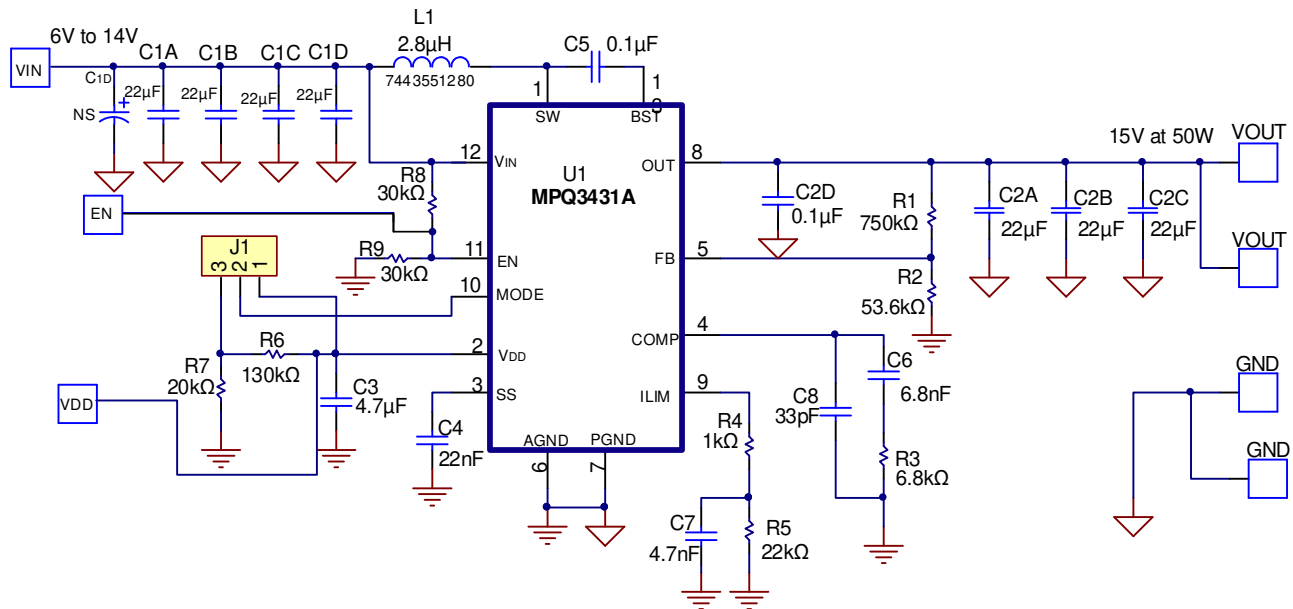 6V to 14V
VIN
C1D
NS
C1A
22µF
C1B
22µF
C1C
22µF
C1D
22µF
L1
2.8µH
7443551280
C5
0.1µF
1
SW
1
3
BST
U1
MPQ3431A
12
VIN
11
EN
10
MODE
2
VDD
3
SS
AGND
6
PGND
7
8
OUT
5
FB
4
COMP
9
ILIM
R8
30kΩ
EN
R9
30kΩ
J1
3
2
1
R7
20kΩ
R6
130kΩ
C3
4.7µF
VDD
C4
22nF
15V at 50W
VOUT
VOUT
C2D
0.1µF
R1
750kΩ
R2
53.6kΩ
C2A
22µF
C2B
22µF
C2C
22µF
C6
6.8nF
C8
33pF
R3
6.8kΩ
R4
1kΩ
C7
4.7nF
R5
22kΩ
GND
GND